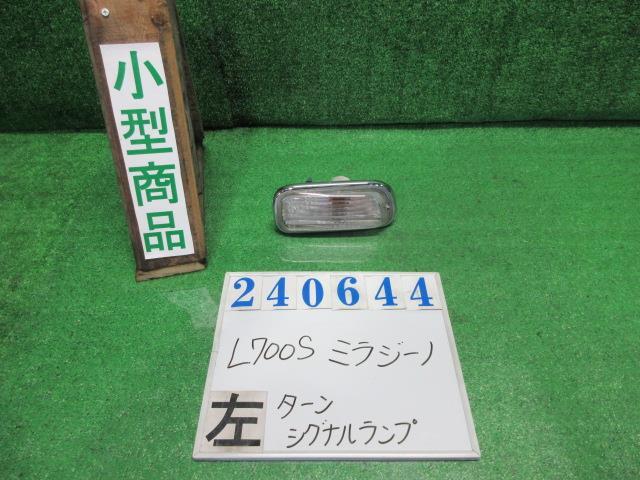 小型商品
240644
L700S ミラジーノ
左
ターン
シグナルランプ